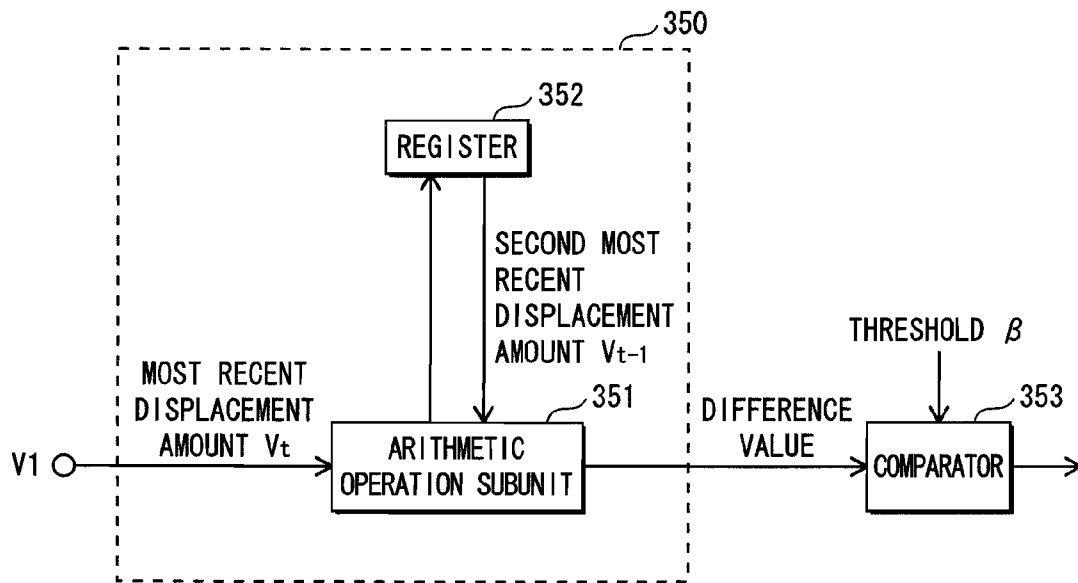 350
352
REGISTER
SECOND MOST
RECENT
DISPLACEMENT
AMOUNT Vt-1
THRESHOLD β
MOST RECENT
DISPLACEMENT
AMOUNT Vt
351
DIFFERENCE
VALUE
353
V1
ARITHMETIC
OPERATION SUBUNIT
COMPARATOR